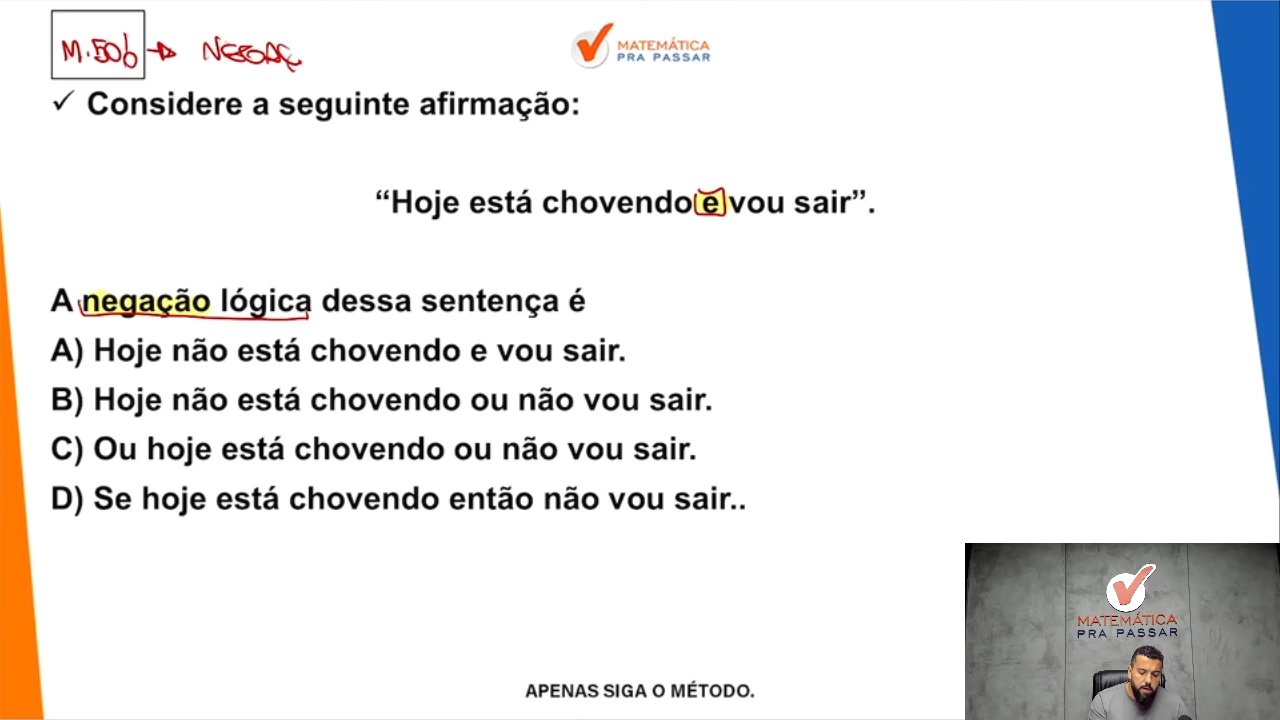 M.50%
MATEMÁTICA
PRA PASSAR
✓ Considere a seguinte afirmação:
“Hoje está chovendo e vou sair”.
A negação lógica dessa sentença é
A) Hoje não está chovendo e vou sair.
B) Hoje não está chovendo ou não vou sair.
C) Ou hoje está chovendo ou não vou sair.
D) Se hoje está chovendo então não vou sair..
MATEMÁTICA
PRA PASSAR
APENAS SIGA O MÉTODO.